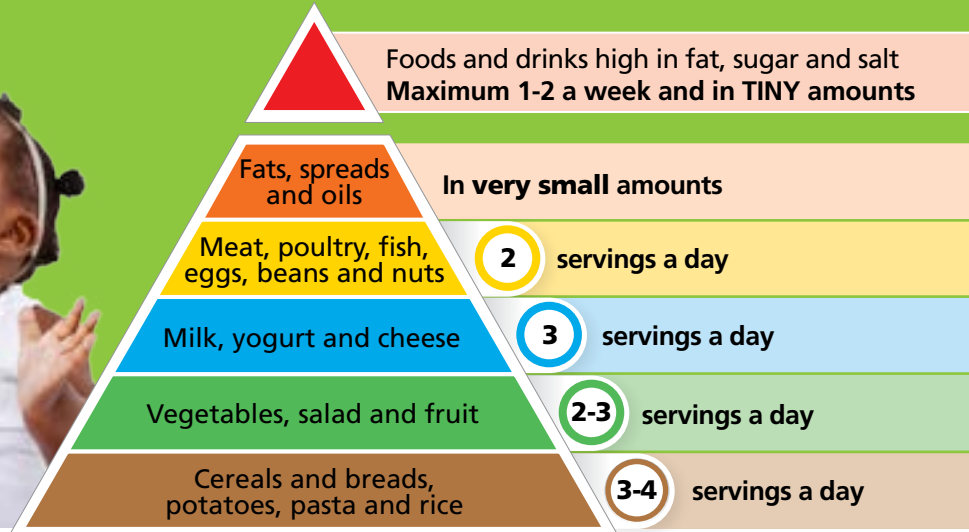 Foods and drinks high in fat, sugar and salt
Maximum 1-2 a week and in TINY amounts
Fats, spreads
and oils
In very small amounts
Meat, poultry, fish,
eggs, beans and nuts
2 servings a day
Milk, yogurt and cheese
3 servings a day
Vegetables, salad and fruit
2-3 servings a day
Cereals and breads,
potatoes, pasta and rice
3-4 servings a day